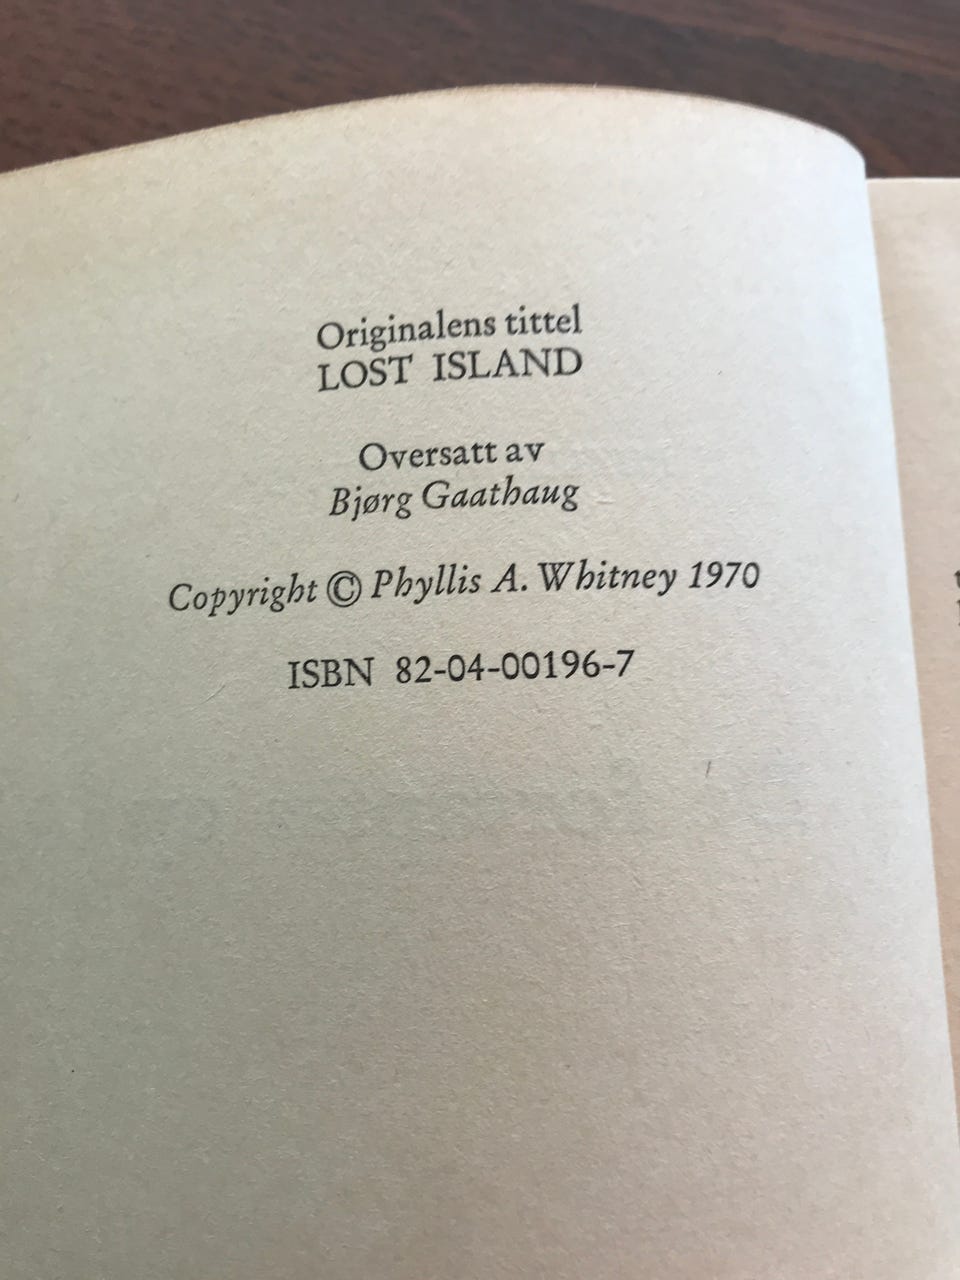 Originalens tittel
LOST ISLAND
Oversatt av
Bjørg Gaathaug
Copyright © Phyllis A. Whitney 1970
ISBN 82-04-00196-7